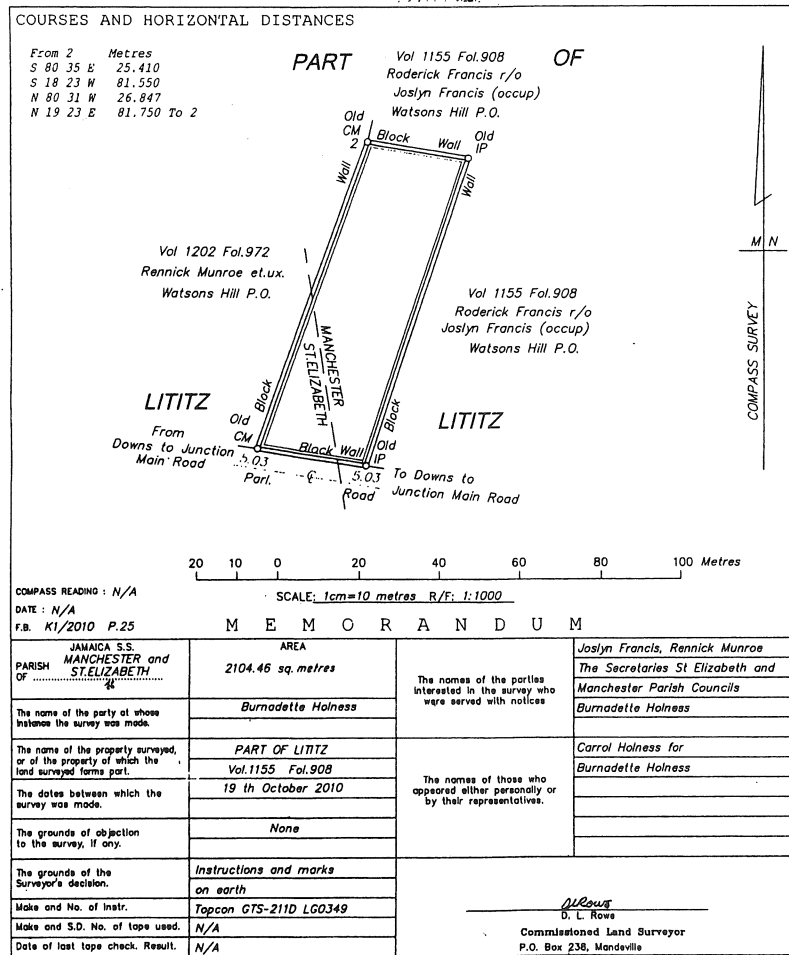 COURSES AND HORIZONTAL DISTANCES
From 2 Metres
S 80 35 E 25.410
S 18 23 W 81.550
N 80 31 W 26.847
N 19 23 E 81.750 To 2
PART OF
Vol 1155 Fol.908
Roderick Francis r/o
Joslyn Francis (occup)
Watsons Hill P.O.
Old
CM
2
Block Wall
Old
IP
Wall
Wall
M N
COMPASS SURVEY
Vol 1202 Fol.972
Rennick Munroe et.ux.
Watsons Hill P.O.
Vol 1155 Fol.908
Roderick Francis r/o
Joslyn Francis (occup)
Watsons Hill P.O.
MANCHESTER
ST.ELIZABETH
LITITZ
LITITZ
Block
Block
Old
CM
Block Wall
Old
IP
From
Downs to Junction
Main Road
5.03
5.03
Parl. ₵ Road
To Downs to
Junction Main Road
20 10 0 20 40 60 80 100 Metres
SCALE: 1cm=10 metres R/F: 1:1000
COMPASS READING : N/A
DATE : N/A
F.B. K1/2010 P.25
M E M O R A N D U M
JAMAICA S.S.
PARISH OF MANCHESTER and
ST.ELIZABETH
AREA
2104.46 sq. metres
The names of the parties
interested in the survey who
were served with notices
Joslyn Francis, Rennick Munroe
The Secretaries St Elizabeth and
Manchester Parish Councils
Burnadette Holness
The name of the party at whose
instance the survey was made.
Burnadette Holness
The name of the property surveyed,
or of the property of which the
land surveyed forms part.
PART OF LITITZ
Vol.1155 Fol.908
The names of those who
appeared either personally or
by their representatives.
Carrol Holness for
Burnadette Holness
The dates between which the
survey was made.
19 th October 2010
The grounds of objection
to the survey, if any.
None
The grounds of the
Surveyor's decision.
Instructions and marks
on earth
Make and No. of Instr.
Topcon GTS-211D LG0349
Make and S.D. No. of tape used.
N/A
Date of last tape check. Result.
N/A
DLRowe
D. L. Rowe
Commissioned Land Surveyor
P.O. Box 238, Mandeville